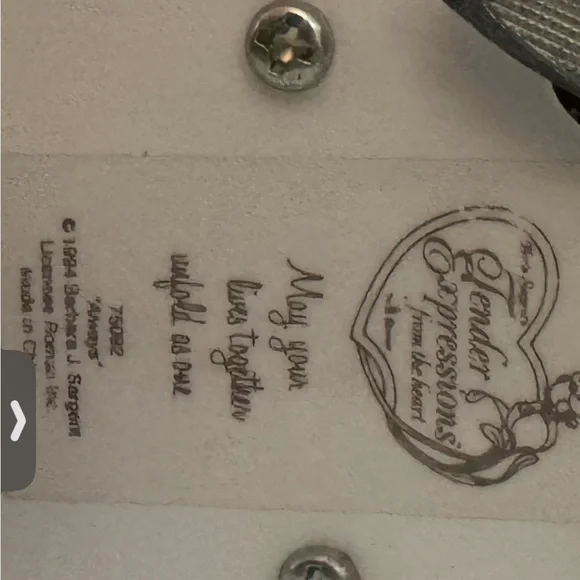 Tender
Expressions
from the heart
May your
lives together
unfold as one
75092
"Always"
© 1994 Barbara J. Sargent
Licensee Roman Inc.
Made in